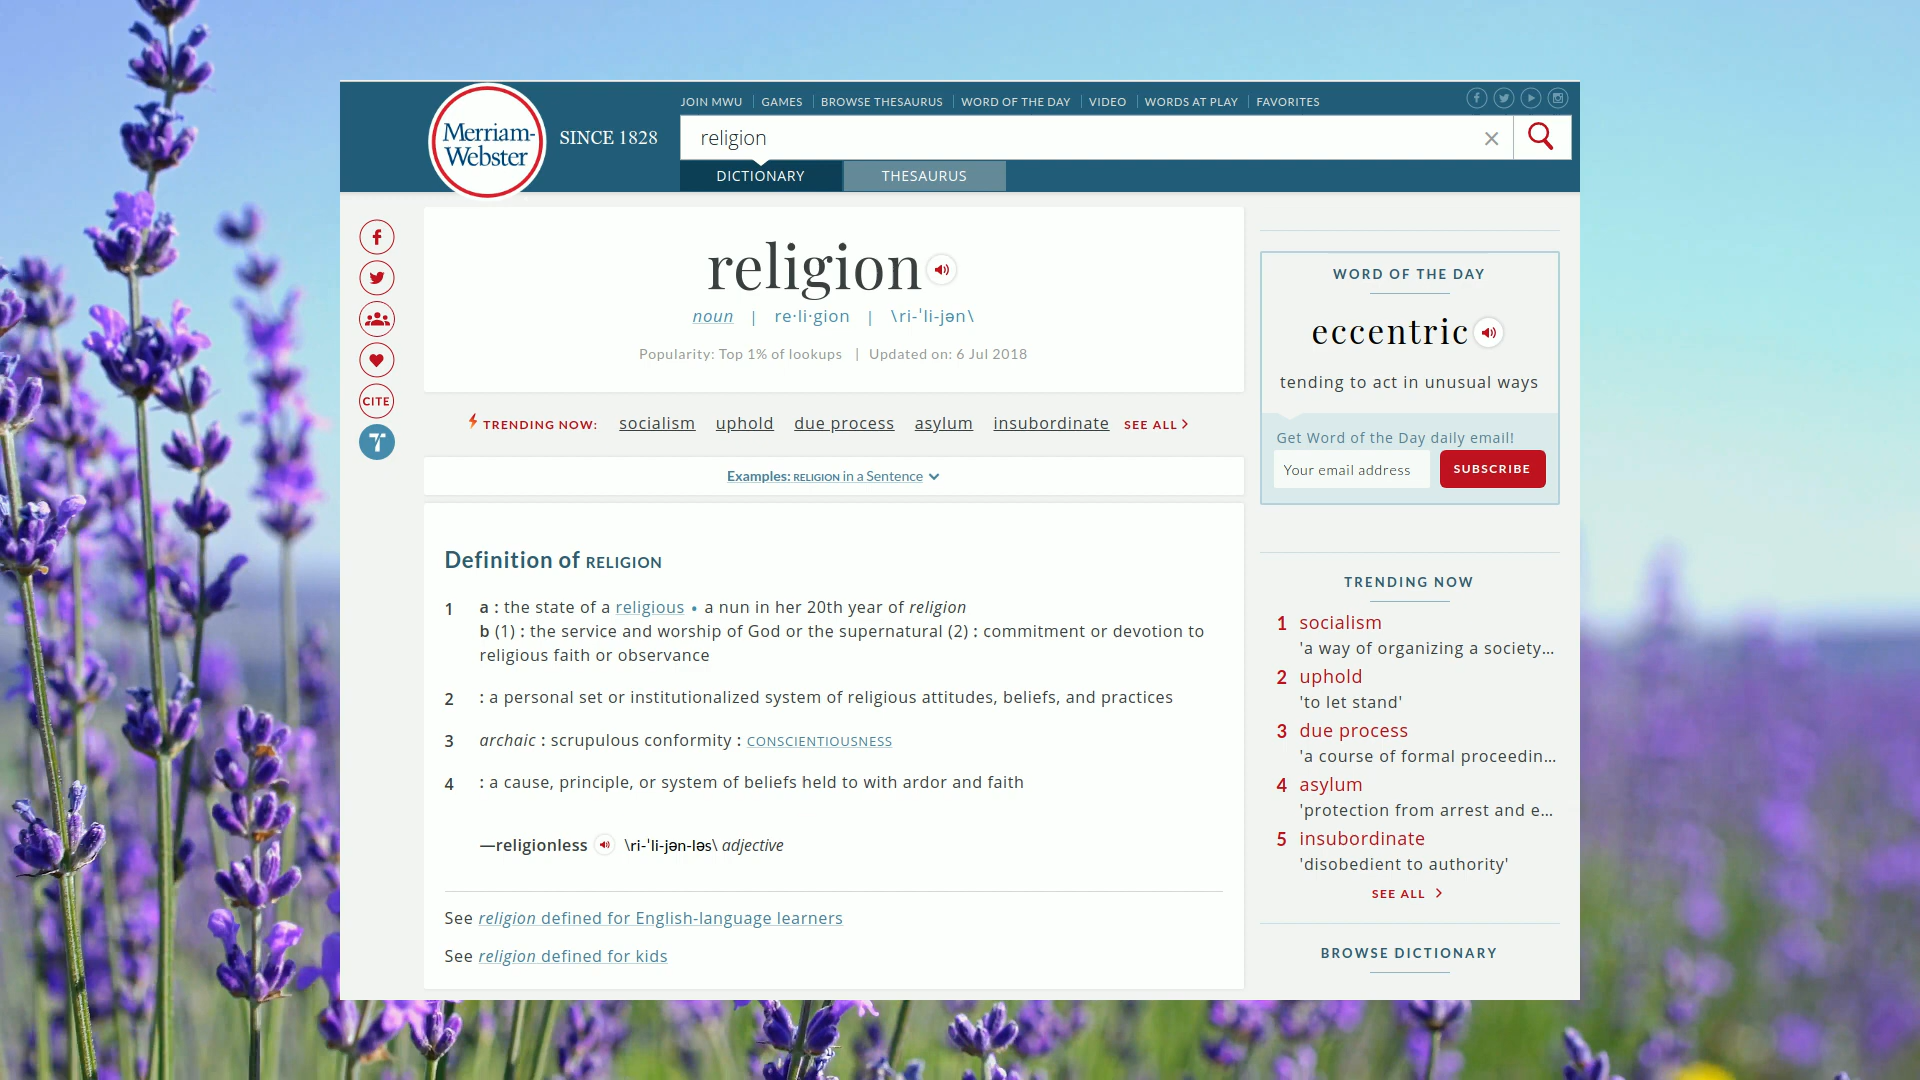 JOIN MWU GAMES BROWSE THESAURUS WORD OF THE DAY VIDEO WORDS AT PLAY FAVORITES
Merriam-
Webster
SINCE 1828
religion
DICTIONARY THESAURUS
religion
noun | re·li·gion | \ri-ˈli-jən\
Popularity: Top 1% of lookups | Updated on: 6 Jul 2018
CITE
TRENDING NOW: socialism uphold due process asylum insubordinate SEE ALL
Examples: RELIGION in a Sentence
Definition of RELIGION
1 a : the state of a religious • a nun in her 20th year of religion
b (1) : the service and worship of God or the supernatural (2) : commitment or devotion to
religious faith or observance
2 : a personal set or institutionalized system of religious attitudes, beliefs, and practices
3 archaic : scrupulous conformity : CONSCIENTIOUSNESS
4 : a cause, principle, or system of beliefs held to with ardor and faith
—religionless \ri-ˈli-jən-ləs\ adjective
See religion defined for English-language learners
See religion defined for kids
WORD OF THE DAY
eccentric
tending to act in unusual ways
Get Word of the Day daily email!
Your email address SUBSCRIBE
TRENDING NOW
1 socialism
'a way of organizing a society...
2 uphold
'to let stand'
3 due process
'a course of formal proceedin...
4 asylum
'protection from arrest and e...
5 insubordinate
'disobedient to authority'
SEE ALL
BROWSE DICTIONARY